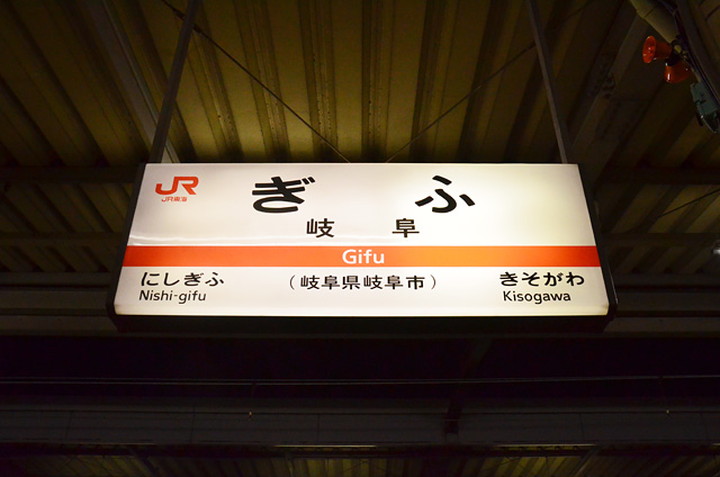 JR
JR東海
ぎふ
岐阜
Gifu
にしぎふ
Nishi-gifu
(岐阜県岐阜市)
きそがわ
Kisogawa